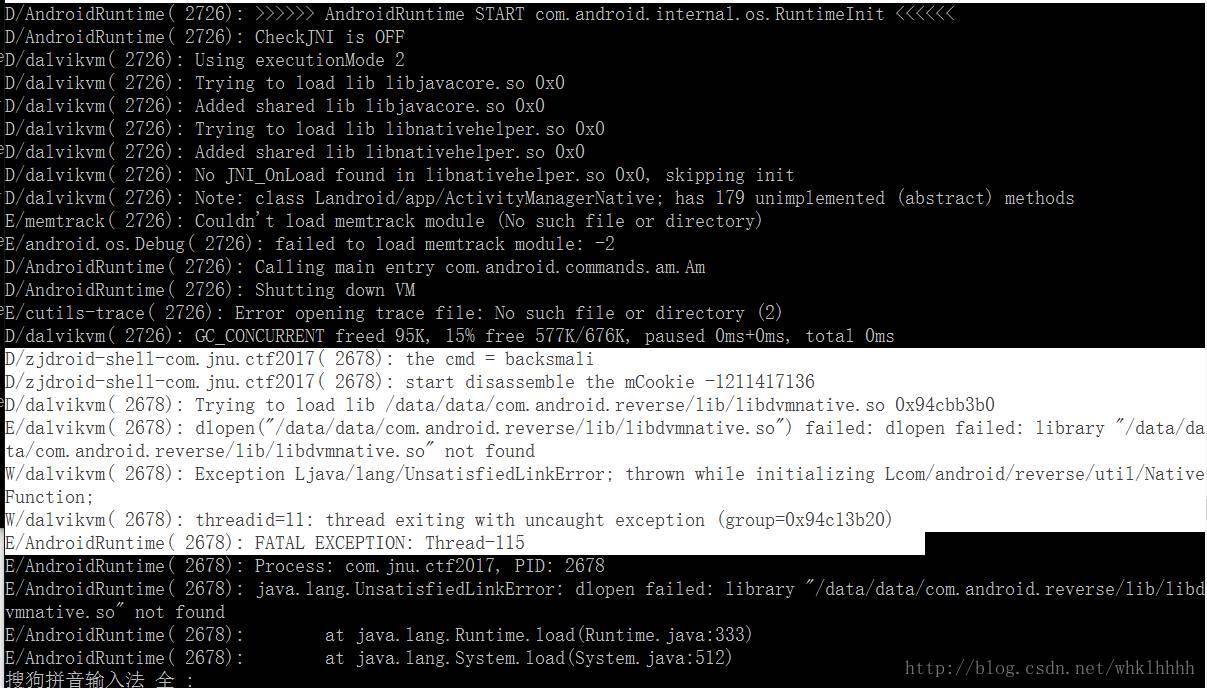 D/AndroidRuntime( 2726): >>>>>> AndroidRuntime START com.android.internal.os.RuntimeInit <<<<<<
D/AndroidRuntime( 2726): CheckJNI is OFF
D/dalvikvm( 2726): Using executionMode 2
D/dalvikvm( 2726): Trying to load lib libjavacore.so 0x0
D/dalvikvm( 2726): Added shared lib libjavacore.so 0x0
D/dalvikvm( 2726): Trying to load lib libnativehelper.so 0x0
D/dalvikvm( 2726): Added shared lib libnativehelper.so 0x0
D/dalvikvm( 2726): No JNI_OnLoad found in libnativehelper.so 0x0, skipping init
D/dalvikvm( 2726): Note: class Landroid/app/ActivityManagerNative; has 179 unimplemented (abstract) methods
E/memtrack( 2726): Couldn't load memtrack module (No such file or directory)
E/android.os.Debug( 2726): failed to load memtrack module: -2
D/AndroidRuntime( 2726): Calling main entry com.android.commands.am.Am
D/AndroidRuntime( 2726): Shutting down VM
E/cutils-trace( 2726): Error opening trace file: No such file or directory (2)
D/dalvikvm( 2726): GC_CONCURRENT freed 95K, 15% free 577K/676K, paused 0ms+0ms, total 0ms
D/zjdroid-shell-com.jnu.ctf2017( 2678): the cmd = backsmali
D/zjdroid-shell-com.jnu.ctf2017( 2678): start disassemble the mCookie -1211417136
D/dalvikvm( 2678): Trying to load lib /data/data/com.android.reverse/lib/libdvmnative.so 0x94cbb3b0
E/dalvikvm( 2678): dlopen("/data/data/com.android.reverse/lib/libdvmnative.so") failed: dlopen failed: library "/data/da
ta/com.android.reverse/lib/libdvmnative.so" not found
W/dalvikvm( 2678): Exception Ljava/lang/UnsatisfiedLinkError; thrown while initializing Lcom/android/reverse/util/Native
Function;
W/dalvikvm( 2678): threadid=11: thread exiting with uncaught exception (group=0x94c13b20)
E/AndroidRuntime( 2678): FATAL EXCEPTION: Thread-115
E/AndroidRuntime( 2678): Process: com.jnu.ctf2017, PID: 2678
E/AndroidRuntime( 2678): java.lang.UnsatisfiedLinkError: dlopen failed: library "/data/data/com.android.reverse/lib/libd
vmnative.so" not found
E/AndroidRuntime( 2678): at java.lang.Runtime.load(Runtime.java:333)
E/AndroidRuntime( 2678): at java.lang.System.load(System.java:512)
搜狗拼音输入法 全 :
http://blog.csdn.net/whklhhhh